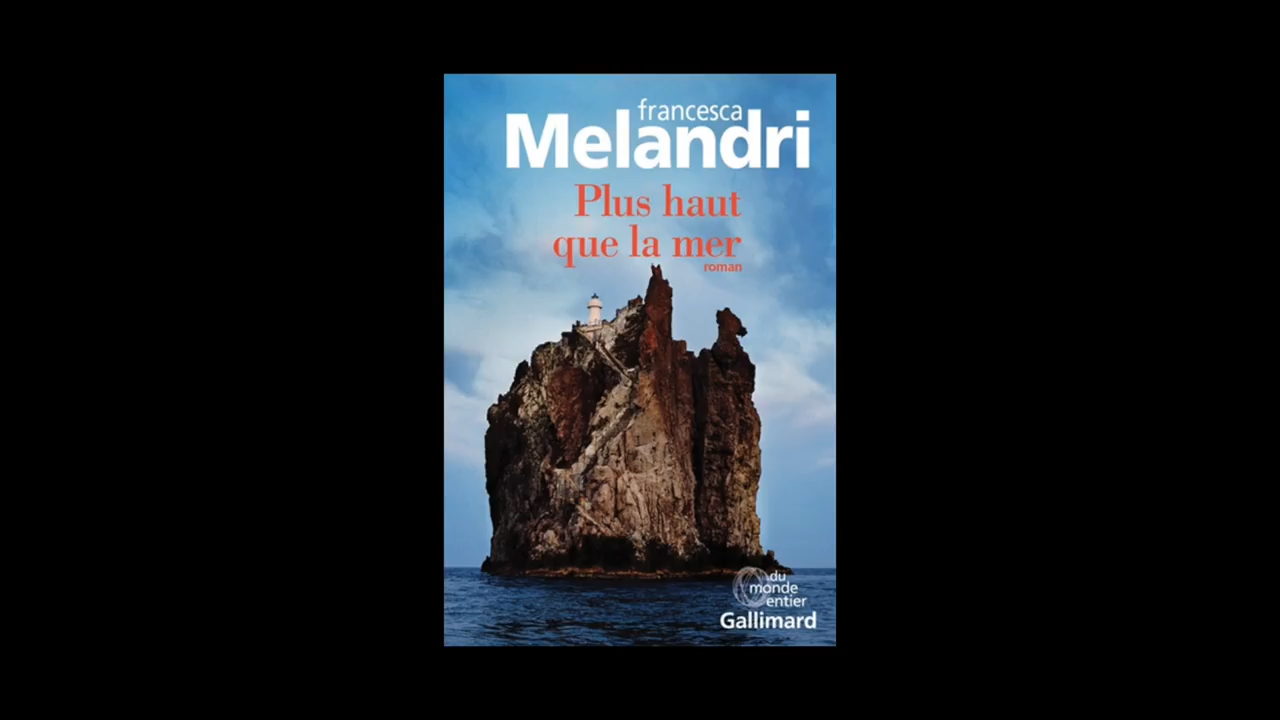 francesca
Melandri
Plus haut
que la mer
roman
du
monde
entier
Gallimard